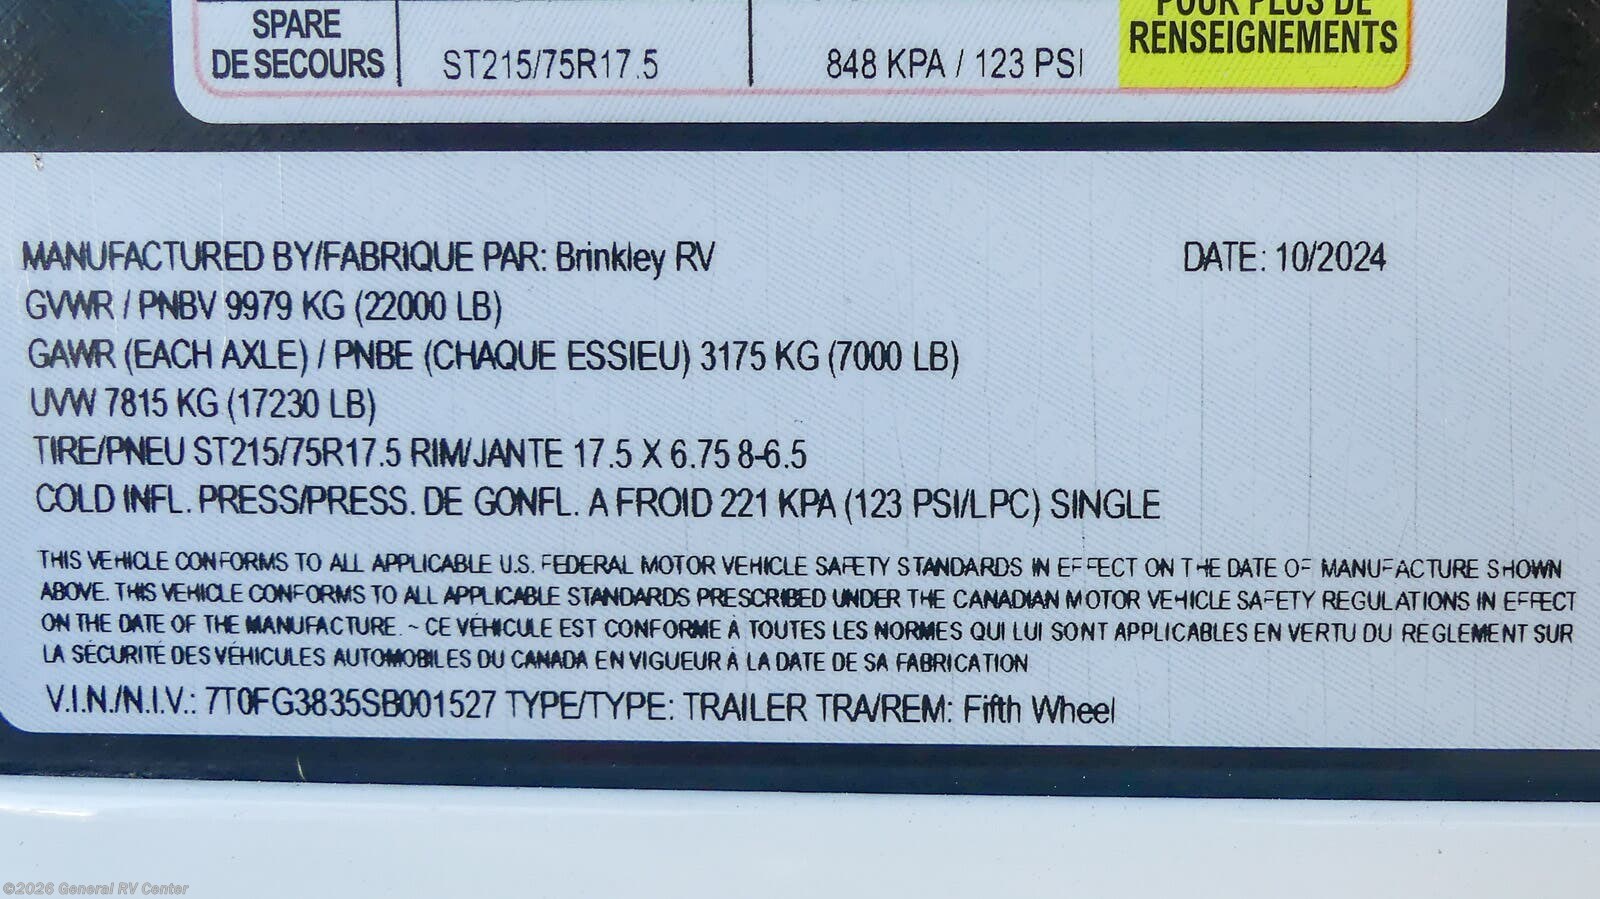 POUR PLUS DE
RENSEIGNEMENTS
SPARE
DE SECOURS
ST215/75R17.5
848 KPA / 123 PSI
MANUFACTURED BY/FABRIQUE PAR: Brinkley RV
DATE: 10/2024
GVWR / PNBV 9979 KG (22000 LB)
GAWR (EACH AXLE) / PNBE (CHAQUE ESSIEU) 3175 KG (7000 LB)
UVW 7815 KG (17230 LB)
TIRE/PNEU ST215/75R17.5 RIM/JANTE 17.5 X 6.75 8-6.5
COLD INFL. PRESS/PRESS. DE GONFL. A FROID 221 KPA (123 PSI/LPC) SINGLE
THIS VEHICLE CONFORMS TO ALL APPLICABLE U.S. FEDERAL MOTOR VEHICLE SAFETY STANDARDS IN EFFECT ON THE DATE OF MANUFACTURE SHOWN
ABOVE. THIS VEHICLE CONFORMS TO ALL APPLICABLE STANDARDS PRESCRIBED UNDER THE CANADIAN MOTOR VEHICLE SAFETY REGULATIONS IN EFFECT
ON THE DATE OF THE MANUFACTURE. ~ CE VÉHICULE EST CONFORME À TOUTES LES NORMES QUI LUI SONT APPLICABLES EN VERTU DU RÈGLEMENT SUR
LA SÉCURITÉ DES VÉHICULES AUTOMOBILES DU CANADA EN VIGUEUR À LA DATE DE SA FABRICATION
V.I.N./N.I.V.: 7T0FG3835SB001527 TYPE/TYPE: TRAILER TRA/REM: Fifth Wheel
©2026 General RV Center